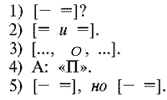 1) [− =]?
2) [= и =].
3) [..., О, ...].
4) А: «П».
5) [− =], но [− =].